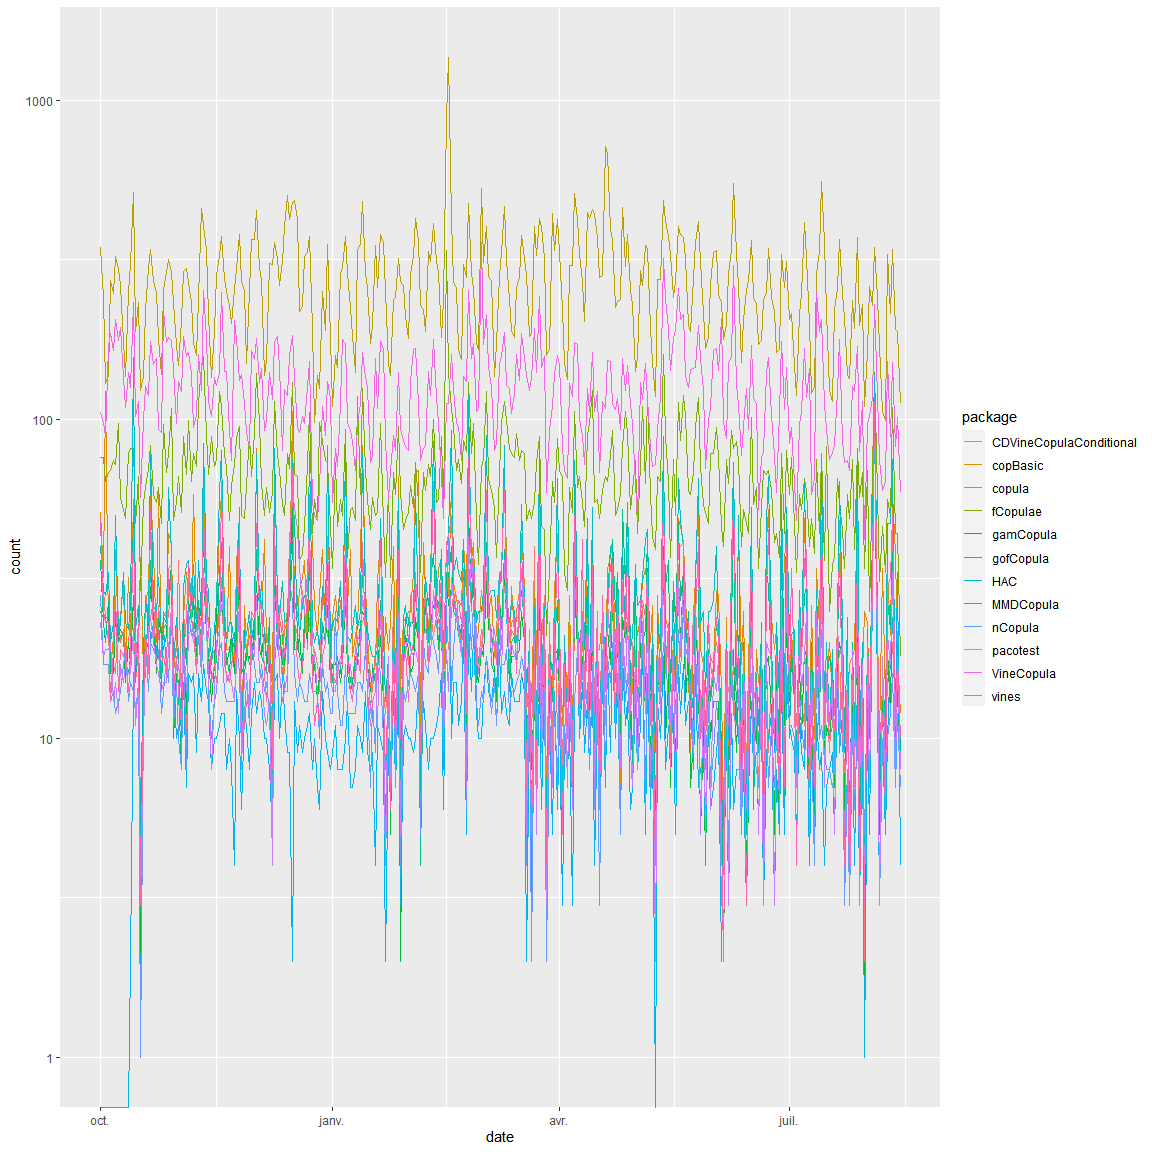 1000
100
10
1
count
oct.
janv.
avr.
juil.
date
package
CDVineCopulaConditional
copBasic
copula
fCopulae
gamCopula
gofCopula
HAC
MMDCopula
nCopula
pacotest
VineCopula
vines